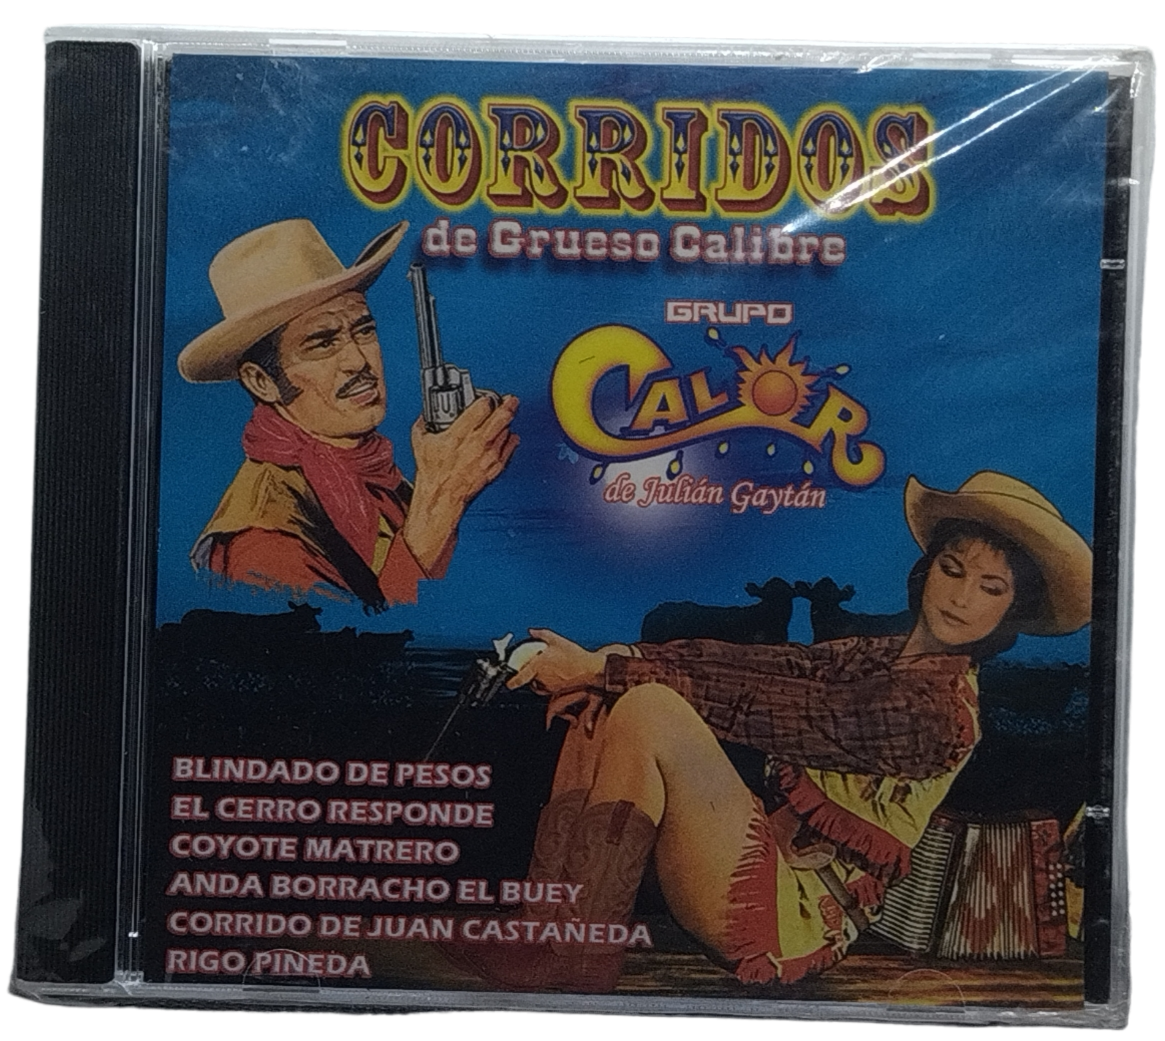 CORRIDOS
de Grueso Calibre
GRUPO
CALOR
de Julián Gaytán
BLINDADO DE PESOS
EL CERRO RESPONDE
COYOTE MATRERO
ANDA BORRACHO EL BUEY
CORRIDO DE JUAN CASTAÑEDA
RIGO PINEDA